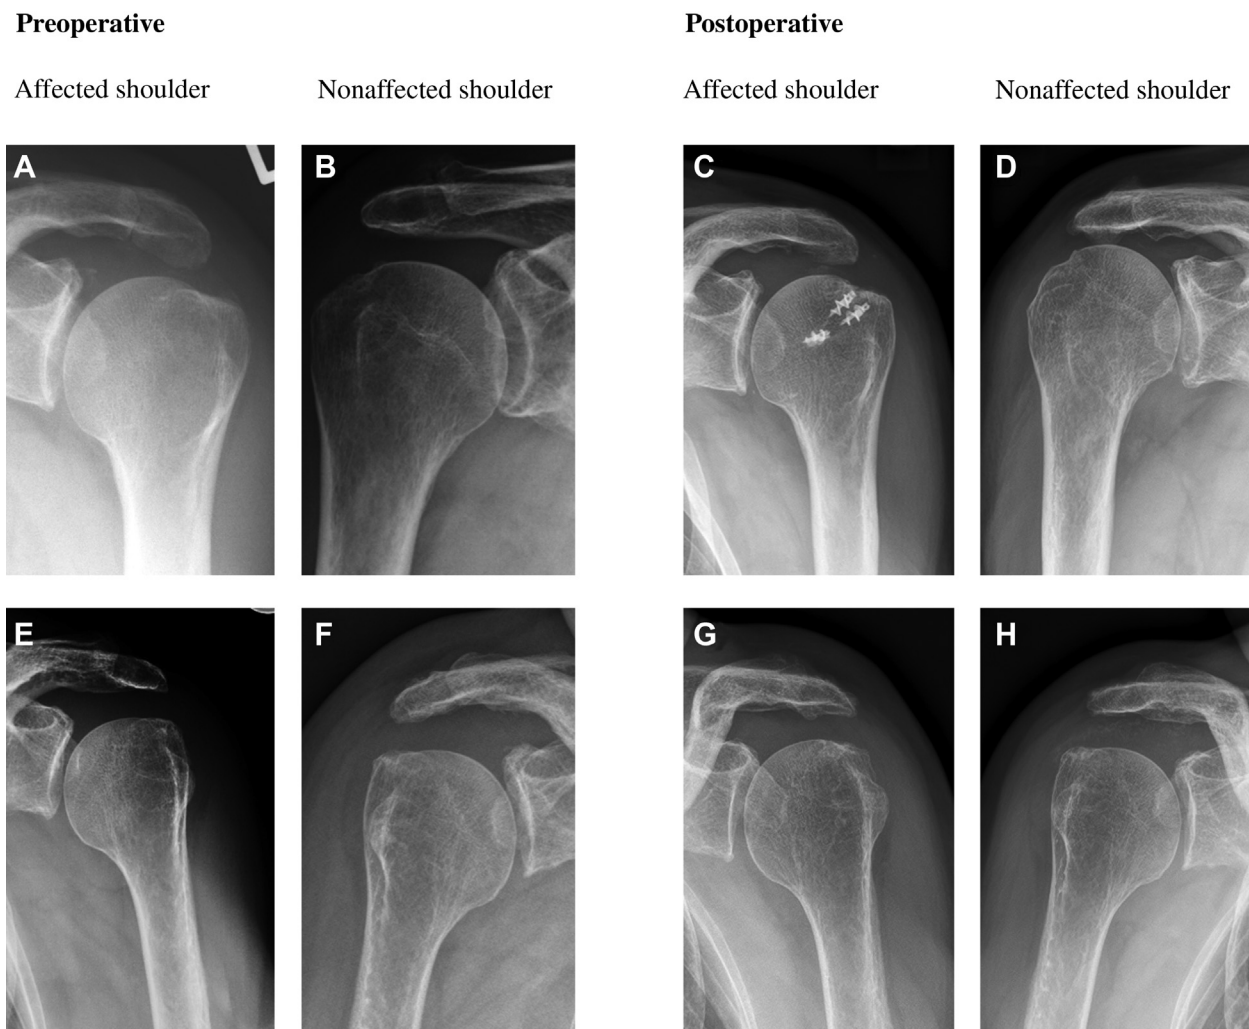 Preoperative
Postoperative
Affected shoulder
Nonaffected shoulder
Affected shoulder
Nonaffected shoulder
A
B
C
D
E
F
G
H